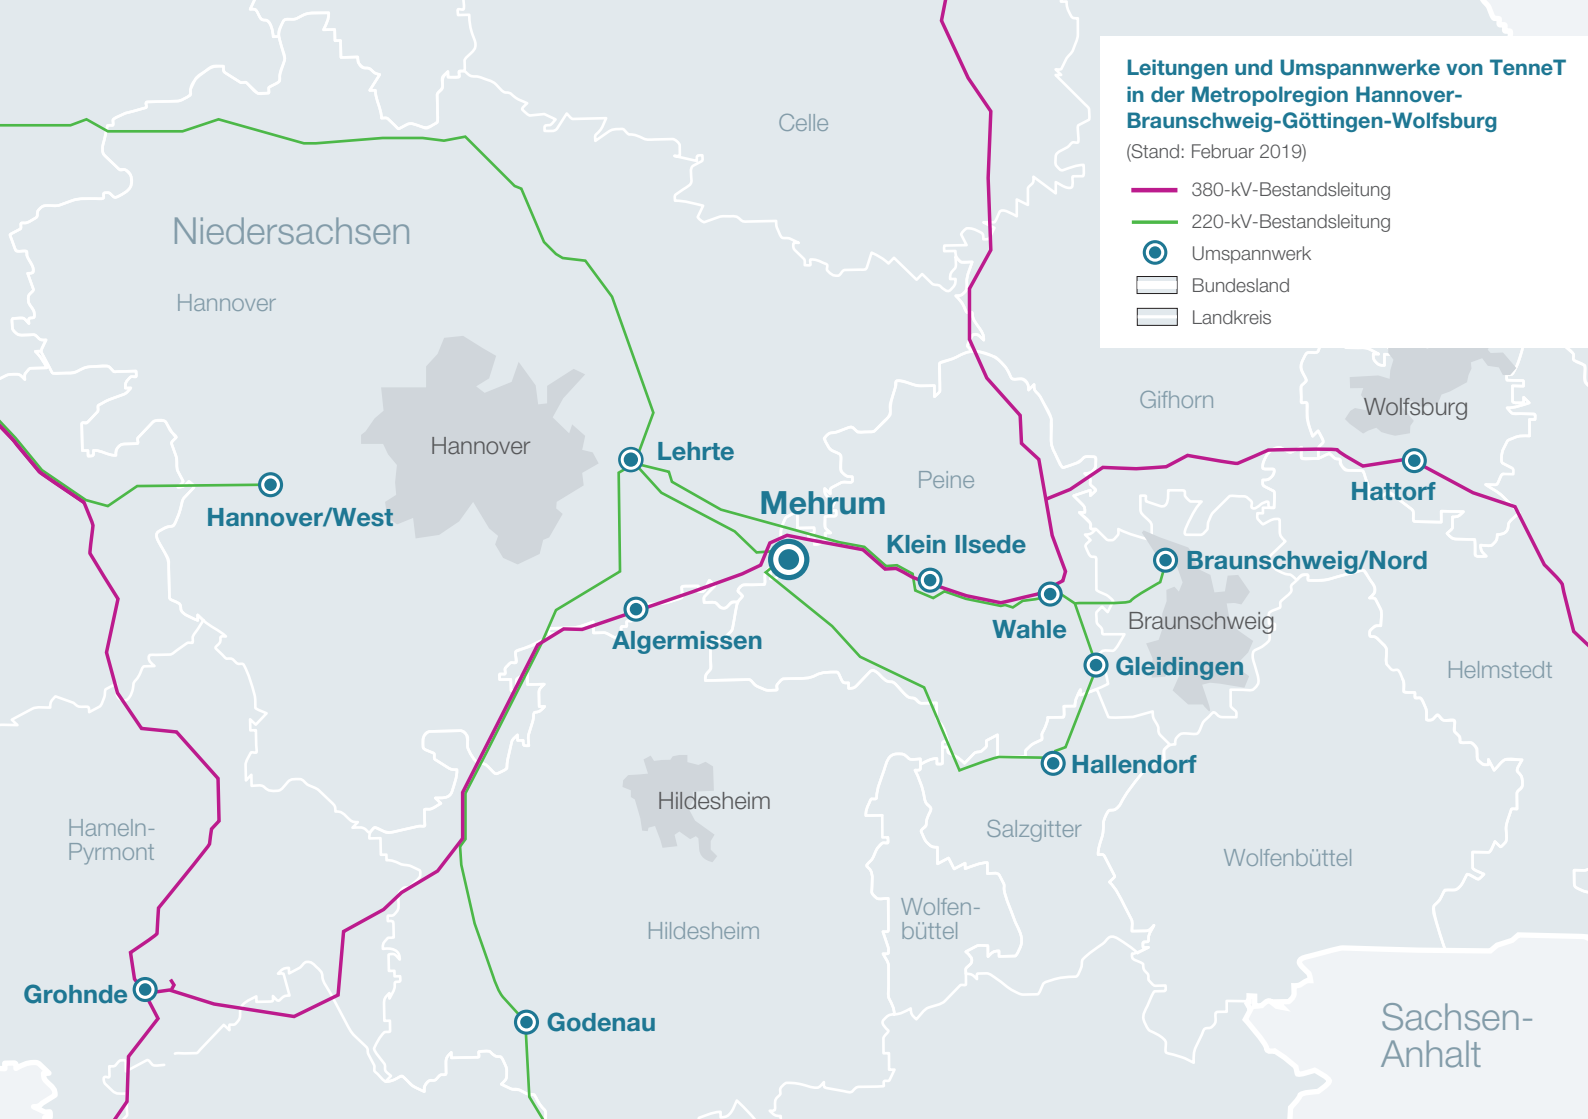 Leitungen und Umspannwerke von TenneT
in der Metropolregion Hannover-
Braunschweig-Göttingen-Wolfsburg
(Stand: Februar 2019)
380-kV-Bestandsleitung
220-kV-Bestandsleitung
Umspannwerk
Bundesland
Landkreis
Celle
Niedersachsen
Hannover
Gifhorn
Wolfsburg
Hannover
Lehrte
Peine
Hattorf
Mehrum
Hannover/West
Klein Ilsede
Braunschweig/Nord
Wahle
Braunschweig
Algermissen
Gleidingen
Helmstedt
Hallendorf
Hildesheim
Hameln-
Pyrmont
Salzgitter
Wolfenbüttel
Wolfen-
büttel
Hildesheim
Grohnde
Godenau
Sachsen-
Anhalt